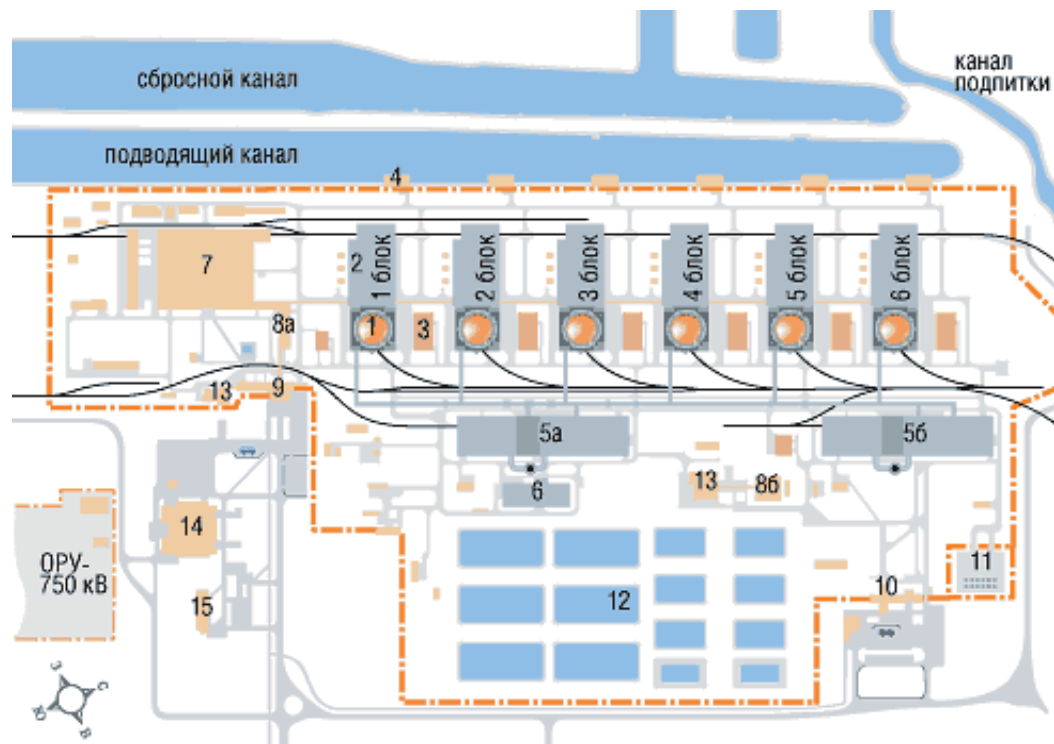 сбросной канал
канал
подпитки
подводящий канал
4
7
2
1 блок
2 блок
3 блок
4 блок
5 блок
6 блок
8а
1
3
13
9
5а
5б
13
8б
6
14
ОРУ-
750 кВ
15
12
11
10
З
С
Ю
В